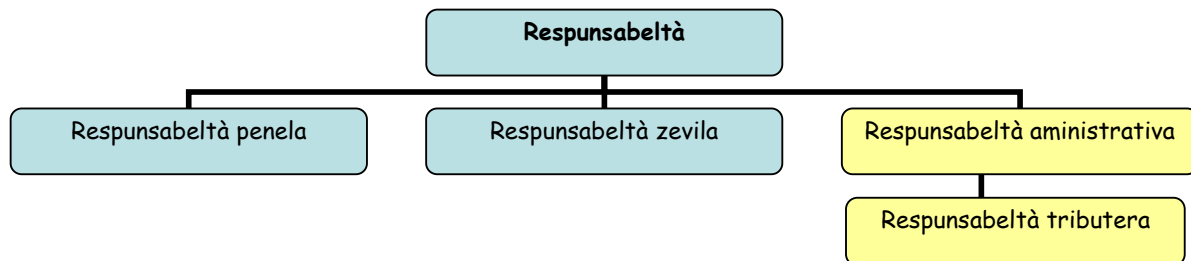 Respunsabeltà
Respunsabeltà penela
Respunsabeltà zevila
Respunsabeltà aministrativa
Respunsabeltà tributera